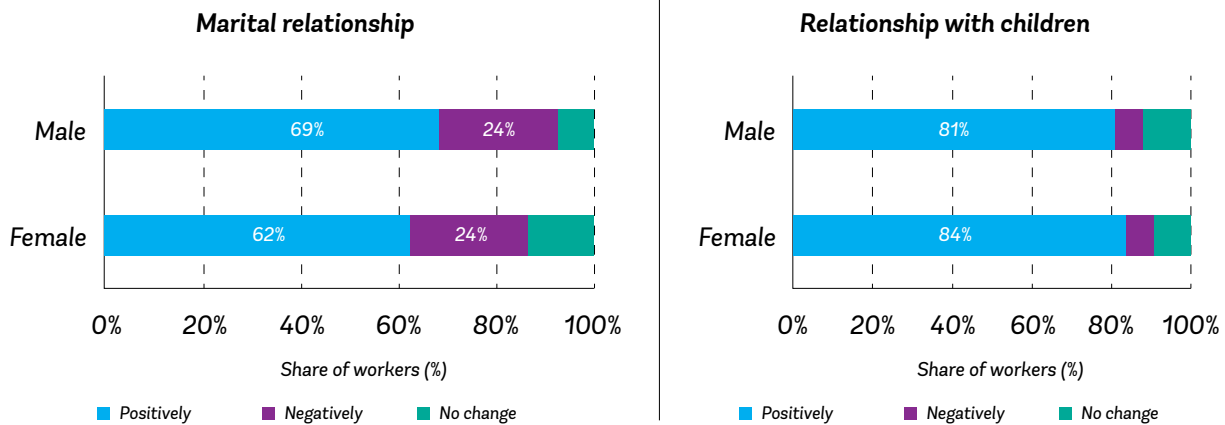 Marital relationship
Male
69%
24%
Female
62%
24%
0%
20%
40%
60%
80%
100%
Share of workers (%)
Positively
Negatively
No change
Relationship with children
Male
81%
Female
84%
0%
20%
40%
60%
80%
100%
Share of workers (%)
Positively
Negatively
No change